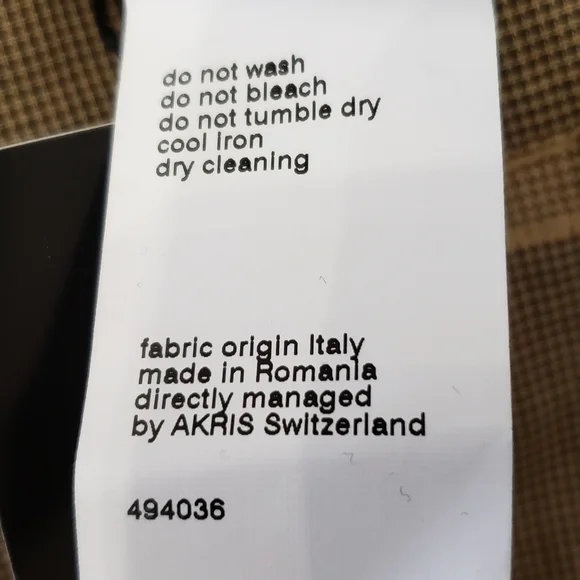 do not wash
do not bleach
do not tumble dry
cool iron
dry cleaning
fabric origin Italy
made in Romania
directly managed
by AKRIS Switzerland
494036